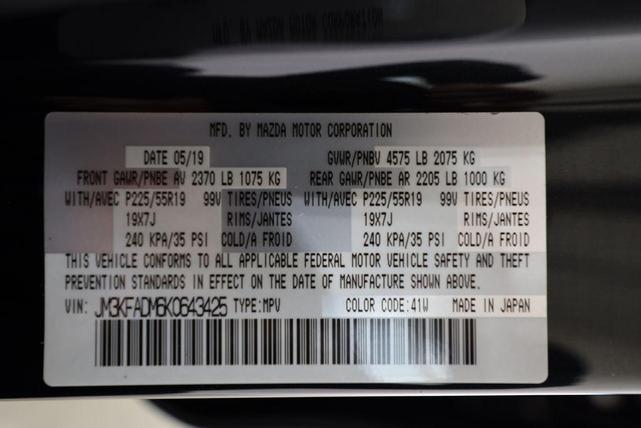 MFD. BY MAZDA MOTOR CORPORATION
DATE 05/19 GVWR/PNBV 4575 LB 2075 KG
FRONT GAWR/PNBE AV 2370 LB 1075 KG REAR GAWR/PNBE AR 2205 LB 1000 KG
WITH/AVEC P225/55R19 99V TIRES/PNEUS WITH/AVEC P225/55R19 99V TIRES/PNEUS
19X7J RIMS/JANTES 19X7J RIMS/JANTES
240 KPA/35 PSI COLD/A FROID 240 KPA/35 PSI COLD/A FROID
THIS VEHICLE CONFORMS TO ALL APPLICABLE FEDERAL MOTOR VEHICLE SAFETY AND THEFT
PREVENTION STANDARDS IN EFFECT ON THE DATE OF MANUFACTURE SHOWN ABOVE.
VIN: JM3KFADM6K0643425 TYPE:MPV COLOR CODE:41W MADE IN JAPAN